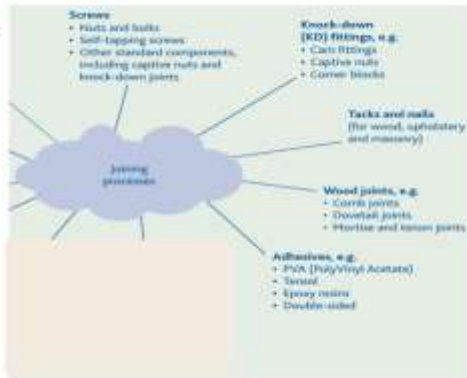 Screws
• Nuts and bolts
• Self-tapping screws
• Other standard components,
including captive nuts and
knock-down joints
Knock-down
(KD) fittings, e.g.
• Cam fittings
• Captive nuts
• Corner blocks
Tacks and nails
(for wood, upholstery
and masonry)
Joining
processes
Wood joints, e.g.
• Comb joints
• Dovetail joints
• Mortise and tenon joints
Adhesives, e.g.
• PVA (PolyVinyl Acetate)
• Tensol
• Epoxy resins
• Double-sided